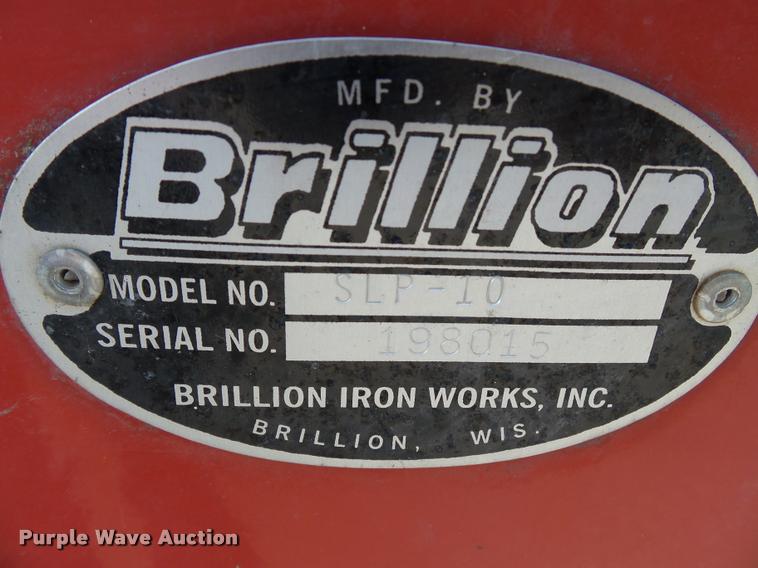 MFD. BY
Brillion
MODEL NO. SLP-10
SERIAL NO. 198015
BRILLION IRON WORKS, INC.
BRILLION, WIS.
Purple Wave Auction